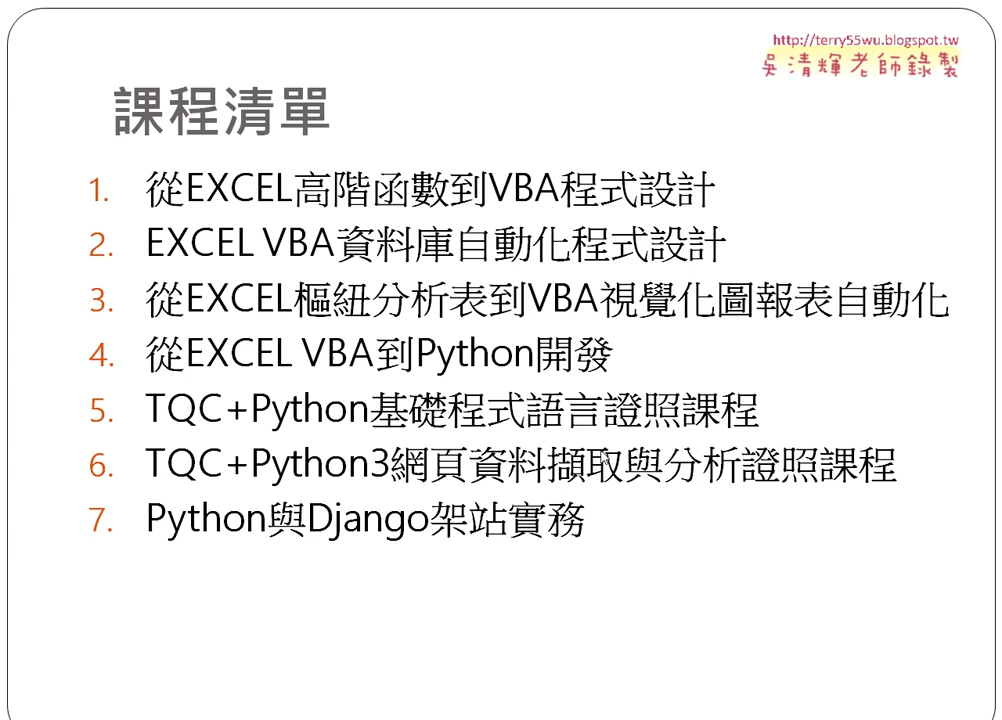 http://terry55wu.blogspot.tw
吳清輝老師錄製
課程清單
1. 從EXCEL高階函數到VBA程式設計
2. EXCEL VBA資料庫自動化程式設計
3. 從EXCEL樞紐分析表到VBA視覺化圖報表自動化
4. 從EXCEL VBA到Python開發
5. TQC+Python基礎程式語言證照課程
6. TQC+Python3網頁資料擷取與分析證照課程
7. Python與Django架站實務